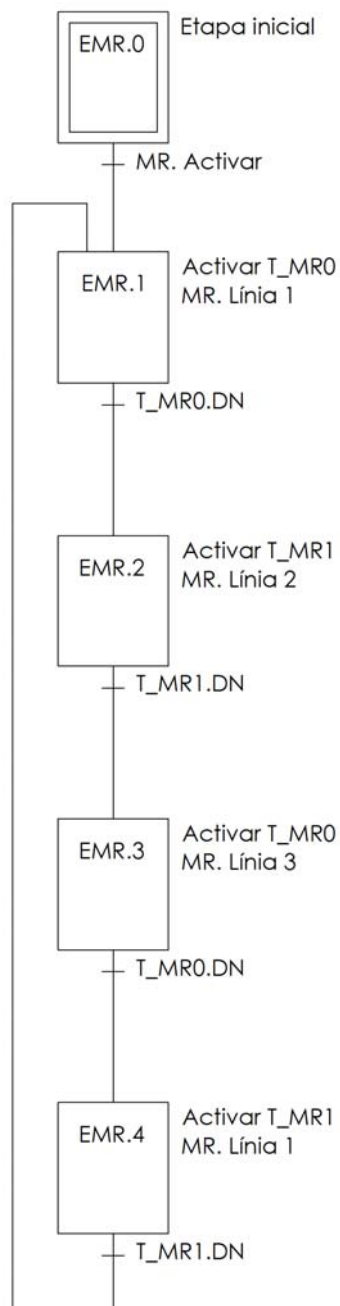 EMR.0
Etapa inicial
MR. Activar
EMR.1
Activar T_MR0
MR. Línia 1
T_MR0.DN
EMR.2
Activar T_MR1
MR. Línia 2
T_MR1.DN
EMR.3
Activar T_MR0
MR. Línia 3
T_MR0.DN
EMR.4
Activar T_MR1
MR. Línia 1
T_MR1.DN